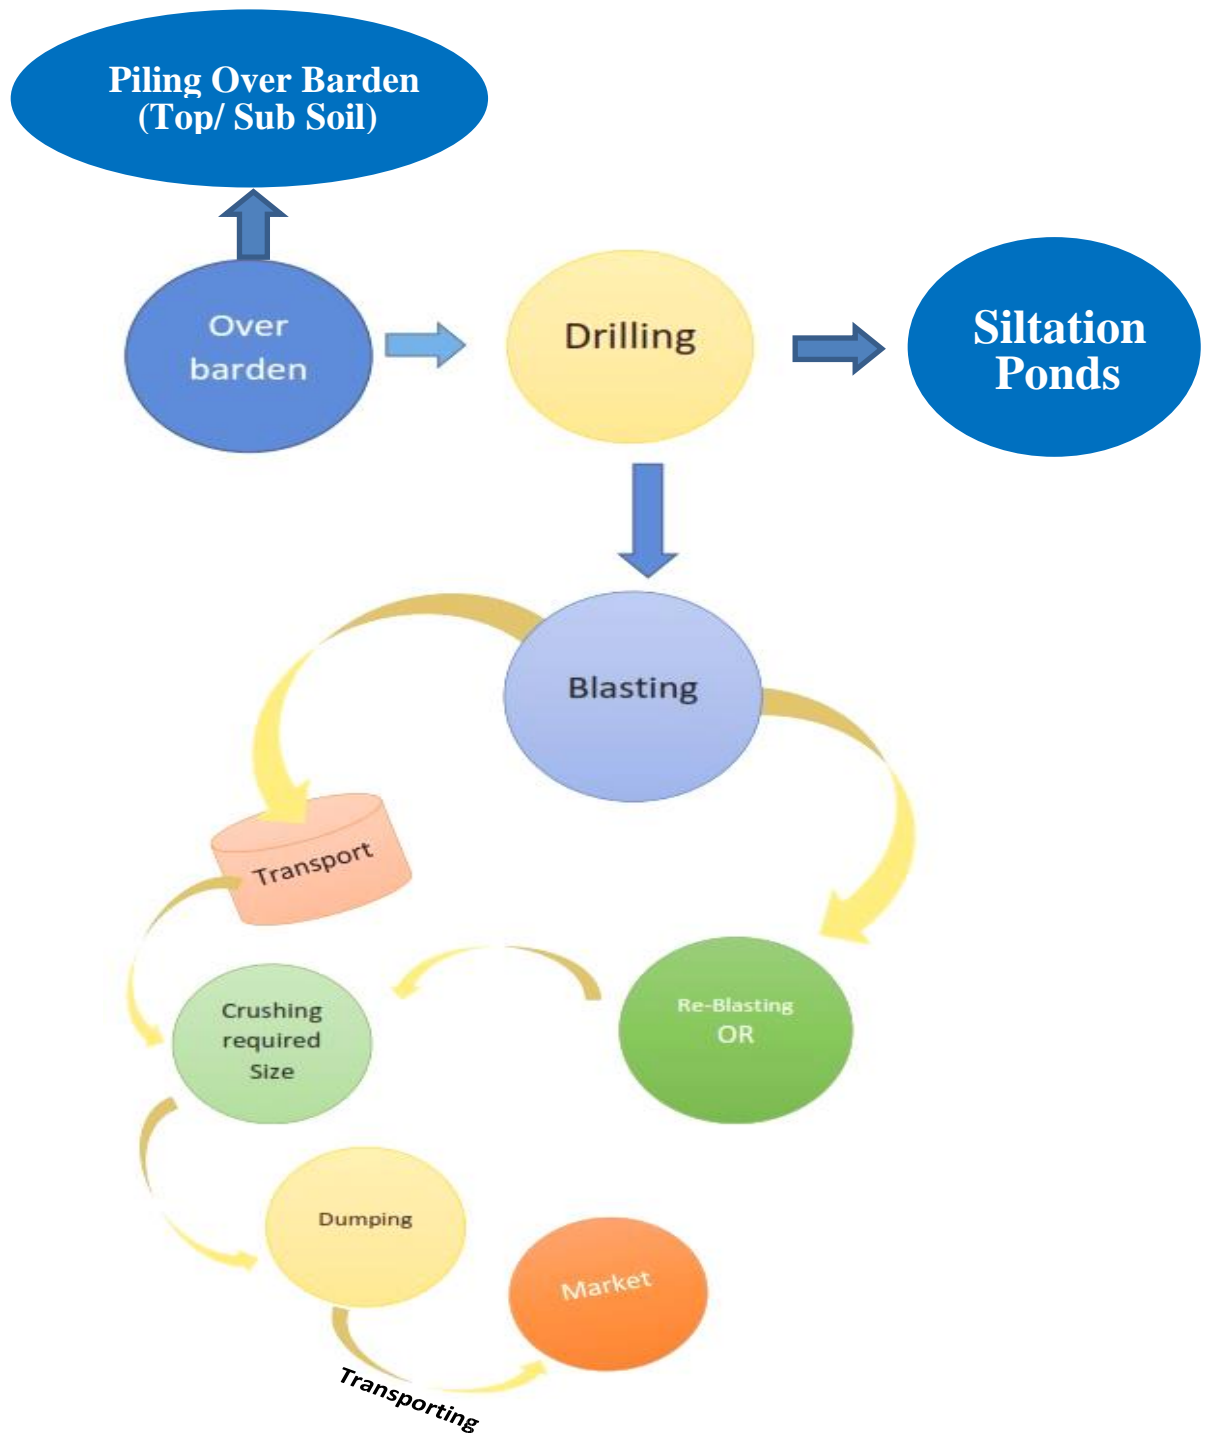 Piling Over Barden
(Top/ Sub Soil)
Over
barden
Drilling
Siltation
Ponds
Blasting
Transport
Crushing
required
Size
Re-Blasting
OR
Dumping
Market
Transporting